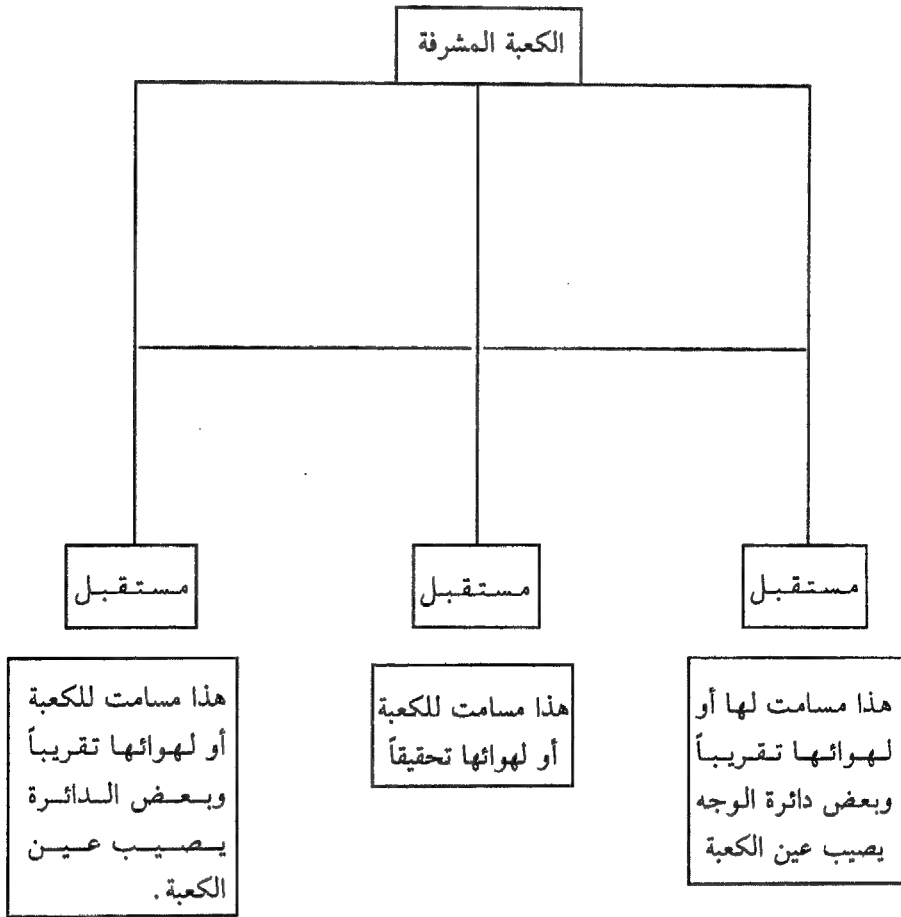 الكعبة المشرفة
مستقبل
مستقبل
مستقبل
هذا مسامت لها أو
لهوائها تقريباً
وبعض دائرة الوجه
يصيب عين الكعبة
هذا مسامت للكعبة
أو لهوائها تحقيقاً
هذا مسامت للكعبة
أو لهوائها تقريباً
وبعض الدائرة
يصيب عين
الكعبة.